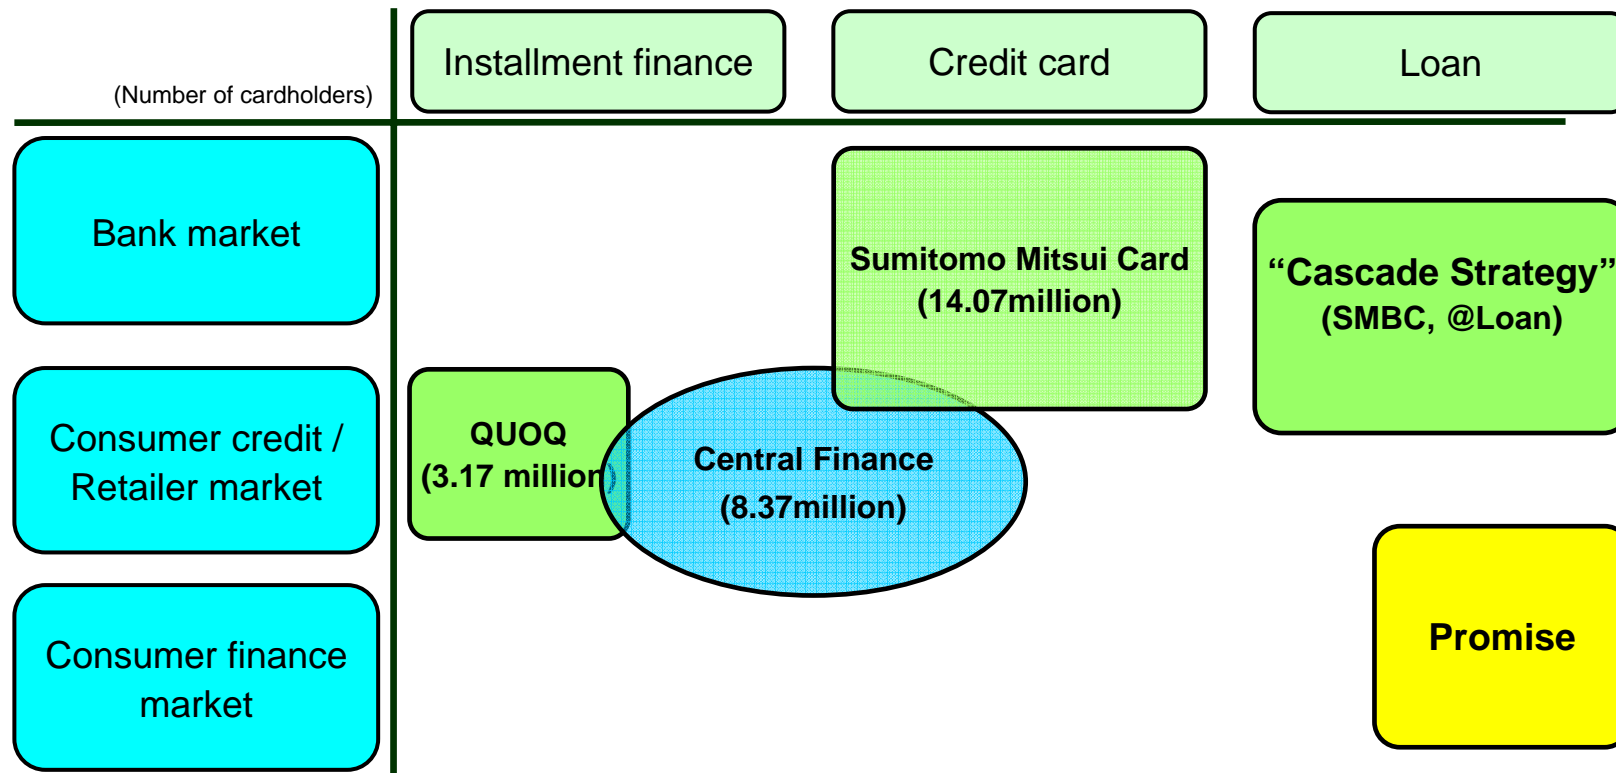 Installment finance
Credit card
Loan
(Number of cardholders)
Bank market
Sumitomo Mitsui Card
(14.07million)
“Cascade Strategy”
(SMBC, @Loan)
Consumer credit /
Retailer market
QUOQ
(3.17 million)
Central Finance
(8.37million)
Consumer finance
market
Promise